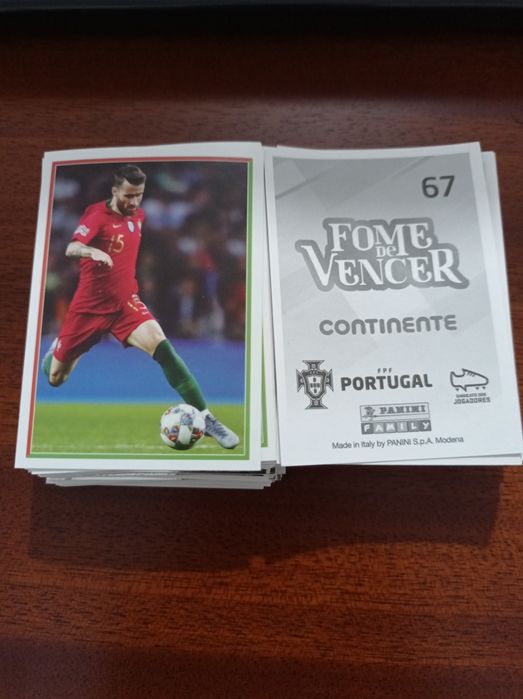 15
67
FOME
DE
VENCER
CONTINENTE
FPF
PORTUGAL
SINDICATO DOS
JOGADORES
PANINI
FAMILY
Made in Italy by PANINI S.p.A. Modena